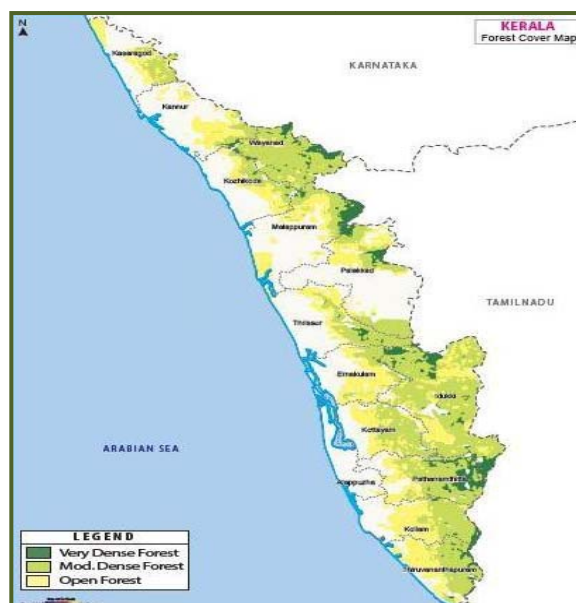 N
KERALA
Forest Cover Map
KARNATAKA
Kasaragod
Kannur
Wayanad
Kozhikode
Malappuram
Palakkad
TAMILNADU
Thrissur
Ernakulam
Idukki
Kottayam
ARABIAN SEA
Alappuzha
Pathanamthitta
Kollam
Thiruvananthapuram
LEGEND
Very Dense Forest
Mod. Dense Forest
Open Forest